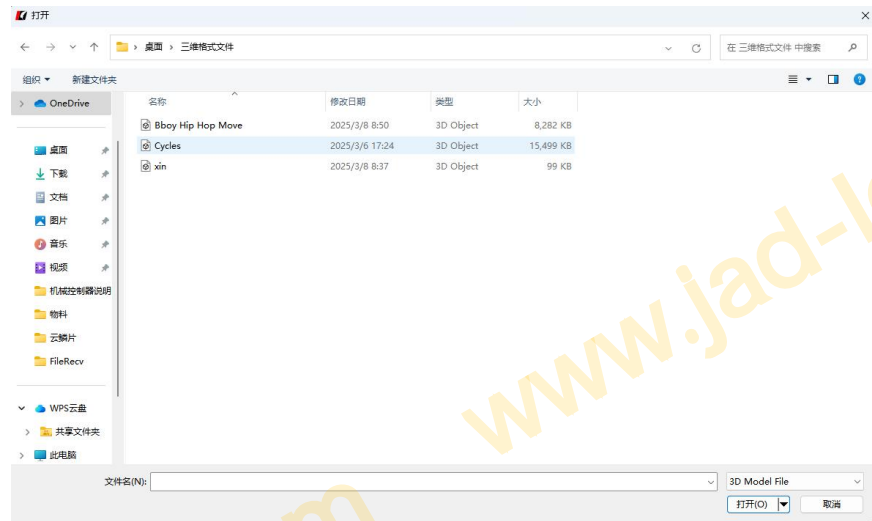 打开
桌面 › 三维格式文件
在 三维格式文件 中搜索
组织 新建文件夹
OneDrive
名称 修改日期 类型 大小
Bboy Hip Hop Move 2025/3/8 8:50 3D Object 8,282 KB
Cycles 2025/3/6 17:24 3D Object 15,499 KB
xin 2025/3/8 8:37 3D Object 99 KB
桌面
下载
文档
图片
音乐
视频
机械控制器说明
物料
云鳞片
FileRecv
WPS云盘
共享文件夹
此电脑
文件名(N):
3D Model File
打开(O) 取消
www.jad-l
m